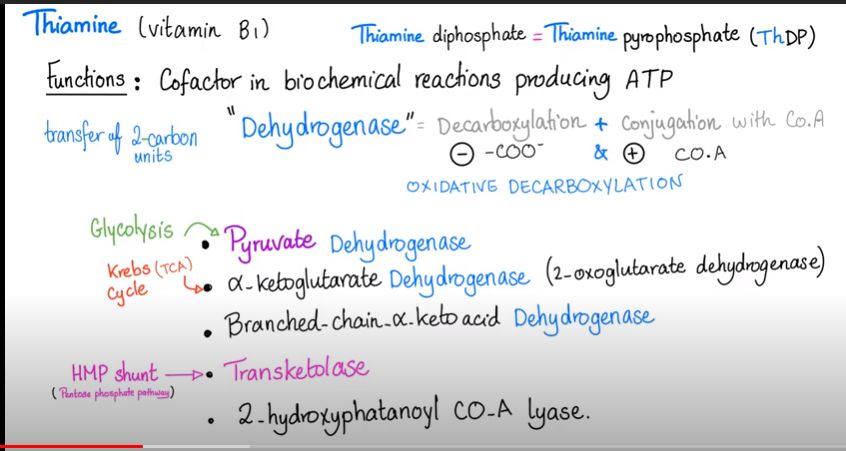 Thiamine (vitamin B1)
Thiamine diphosphate = Thiamine pyrophosphate (ThDP)
Functions : Cofactor in biochemical reactions producing ATP
transfer of 2-carbon
units
"Dehydrogenase" = Decarboxylation + Conjugation with Co.A
⊖ -COO⁻ & ⊕ CO.A
OXIDATIVE DECARBOXYLATION
Glycolysis
• Pyruvate Dehydrogenase
Krebs (TCA)
Cycle
• α-ketoglutarate Dehydrogenase (2-oxoglutarate dehydrogenase)
• Branched-chain-α-keto acid Dehydrogenase
HMP shunt → • Transketolase
(Pentose phosphate pathway)
• 2-hydroxyphatanoyl CO-A lyase.